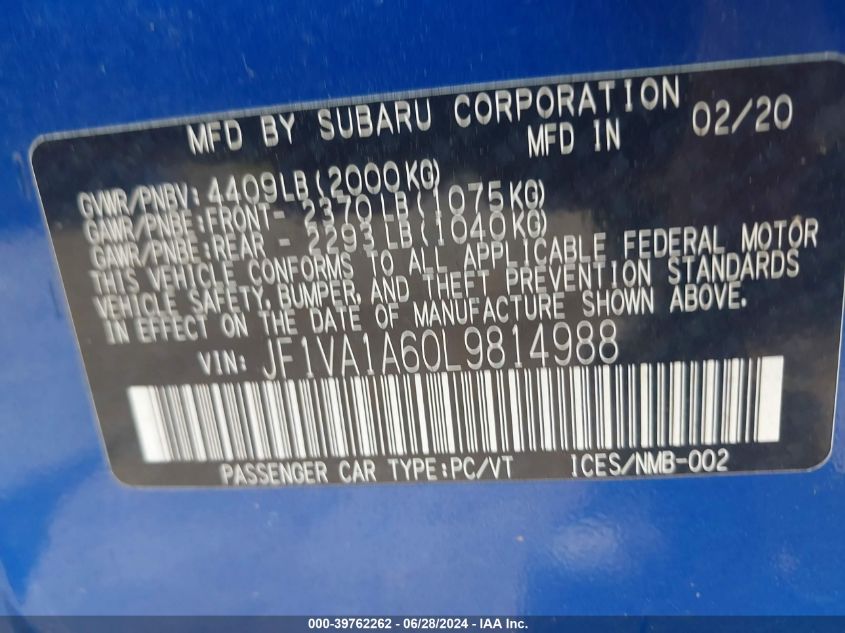 MFD BY SUBARU CORPORATION
MFD IN 02/20
GVWR/PNBV: 4409LB(2000KG)
GAWR/PNBE:FRONT- 2370LB(1075KG)
GAWR/PNBE:REAR - 2293LB(1040KG)
THIS VEHICLE CONFORMS TO ALL APPLICABLE FEDERAL MOTOR
VEHICLE SAFETY,BUMPER,AND THEFT PREVENTION STANDARDS
IN EFFECT ON THE DATE OF MANUFACTURE SHOWN ABOVE.
VIN: JF1VA1A60L9814988
PASSENGER CAR TYPE:PC/VT ICES/NMB-002
000-39762262 - 06/28/2024 - IAA Inc.